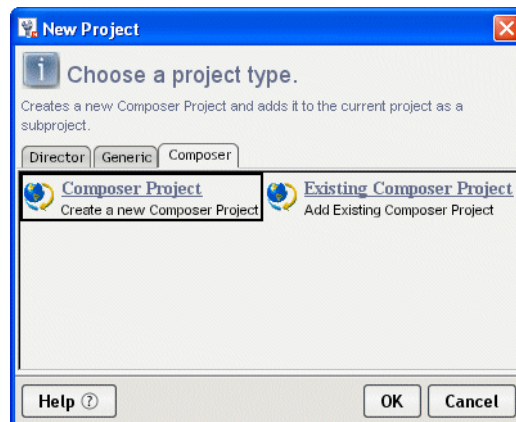 New Project
Choose a project type.
Creates a new Composer Project and adds it to the current project as a
subproject.
Director Generic Composer
Composer Project Existing Composer Project
Create a new Composer Project Add Existing Composer Project
Help ? OK Cancel